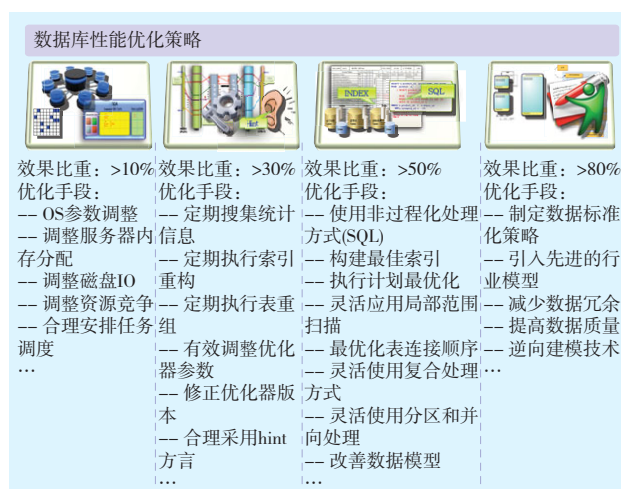 数据库性能优化策略
INDEX
SQL
效果比重：>10%
优化手段：
-- OS参数调整
-- 调整服务器内
存分配
-- 调整磁盘IO
-- 调整资源竞争
-- 合理安排任务
调度
…
效果比重：>30%
优化手段：
-- 定期搜集统计
信息
-- 定期执行索引
重构
-- 定期执行表重
组
-- 有效调整优化
器参数
-- 修正优化器版
本
-- 合理采用hint
方言
…
效果比重：>50%
优化手段：
-- 使用非过程化处理
方式(SQL)
-- 构建最佳索引
-- 执行计划最优化
-- 灵活应用局部范围
扫描
-- 最优化表连接顺序
-- 灵活使用复合处理
方式
-- 灵活使用分区和并
向处理
-- 改善数据模型
…
效果比重：>80%
优化手段：
-- 制定数据标准
化策略
-- 引入先进的行
业模型
-- 减少数据冗余
-- 提高数据质量
-- 逆向建模技术
…